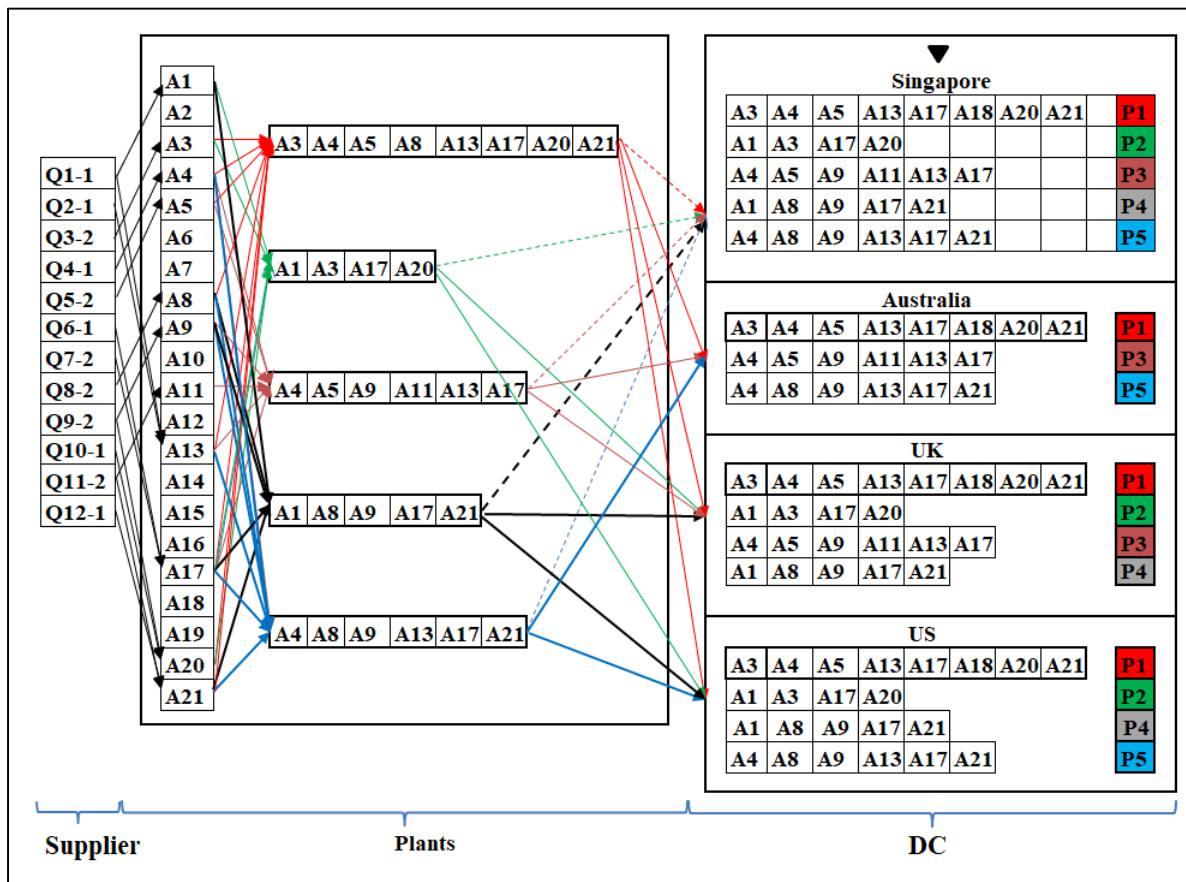 Q1-1
Q2-1
Q3-2
Q4-1
Q5-2
Q6-1
Q7-2
Q8-2
Q9-2
Q10-1
Q11-2
Q12-1
A1
A2
A3
A4
A5
A6
A7
A8
A9
A10
A11
A12
A13
A14
A15
A16
A17
A18
A19
A20
A21
A3 A4 A5 A8 A13 A17 A20 A21
A1 A3 A17 A20
A4 A5 A9 A11 A13 A17
A1 A8 A9 A17 A21
A4 A8 A9 A13 A17 A21
Singapore
A3 A4 A5 A13 A17 A18 A20 A21 P1
A1 A3 A17 A20 P2
A4 A5 A9 A11 A13 A17 P3
A1 A8 A9 A17 A21 P4
A4 A8 A9 A13 A17 A21 P5
Australia
A3 A4 A5 A13 A17 A18 A20 A21 P1
A4 A5 A9 A11 A13 A17 P3
A4 A8 A9 A13 A17 A21 P5
UK
A3 A4 A5 A13 A17 A18 A20 A21 P1
A1 A3 A17 A20 P2
A4 A5 A9 A11 A13 A17 P3
A1 A8 A9 A17 A21 P4
US
A3 A4 A5 A13 A17 A18 A20 A21 P1
A1 A3 A17 A20 P2
A1 A8 A9 A17 A21 P4
A4 A8 A9 A13 A17 A21 P5
Supplier
Plants
DC